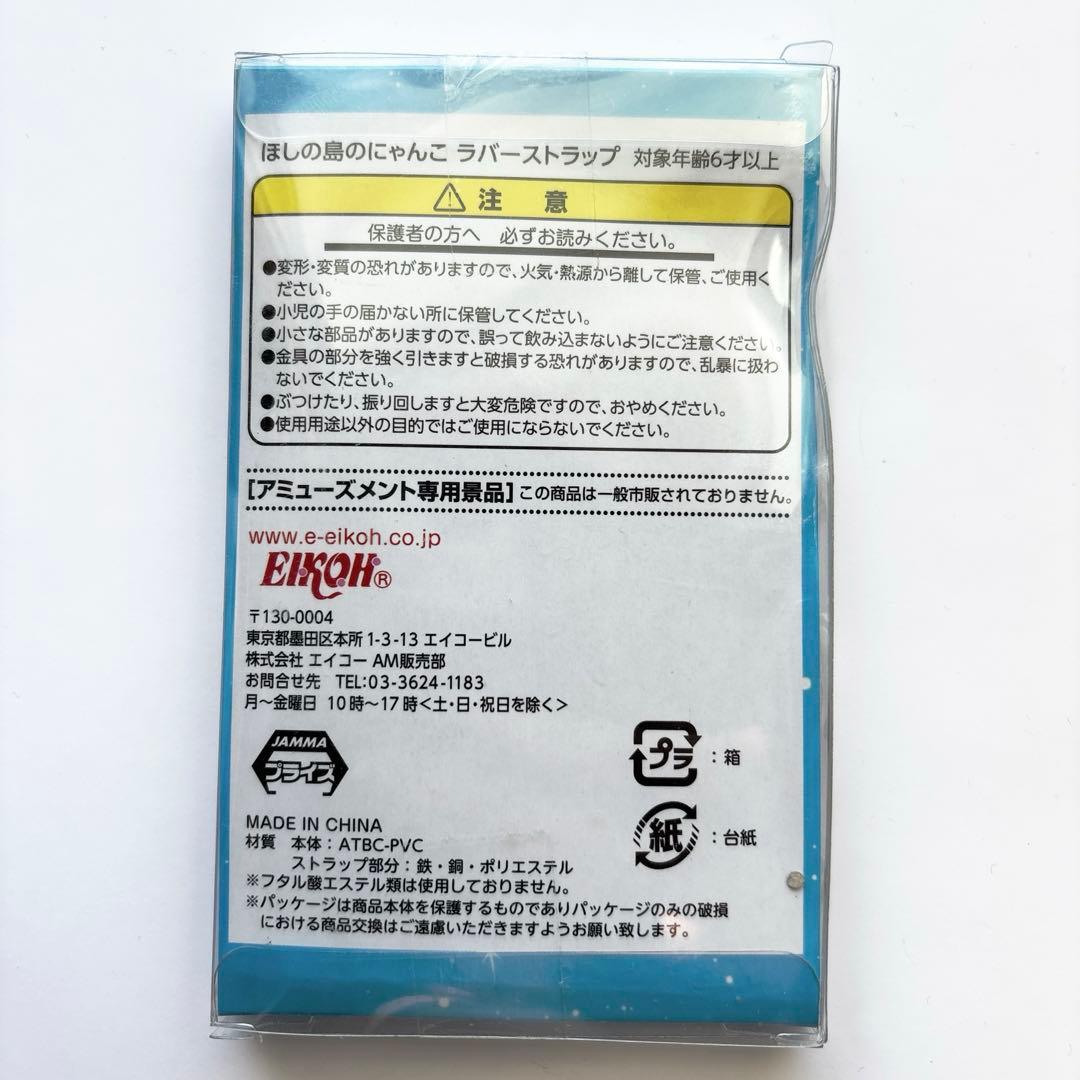 ほしの島のにゃんこ ラバーストラップ 対象年齢6才以上
注 意
保護者の方へ 必ずお読みください。
●変形・変質の恐れがありますので、火気・熱源から離して保管、ご使用く
ださい。
●小児の手の届かない所に保管してください。
●小さな部品がありますので、誤って飲み込まないようにご注意ください。
●金具の部分を強く引きますと破損する恐れがありますので、乱暴に扱わ
ないでください。
●ぶつけたり、振り回しますと大変危険ですので、おやめください。
●使用用途以外の目的ではご使用にならないでください。
[アミューズメント専用景品] この商品は一般市販されておりません。
www.e-eikoh.co.jp
EIKOH®
〒130-0004
東京都墨田区本所 1-3-13 エイコービル
株式会社 エイコー AM販売部
お問合せ先 TEL:03-3624-1183
月～金曜日 10時～17時<土・日・祝日を除く>
JAMMA
プライズ
プラ:箱
紙:台紙
MADE IN CHINA
材質 本体:ATBC-PVC
ストラップ部分:鉄・銅・ポリエステル
※フタル酸エステル類は使用しておりません。
※パッケージは商品本体を保護するものでありパッケージのみの破損
における商品交換はご遠慮いただきますようお願い致します。